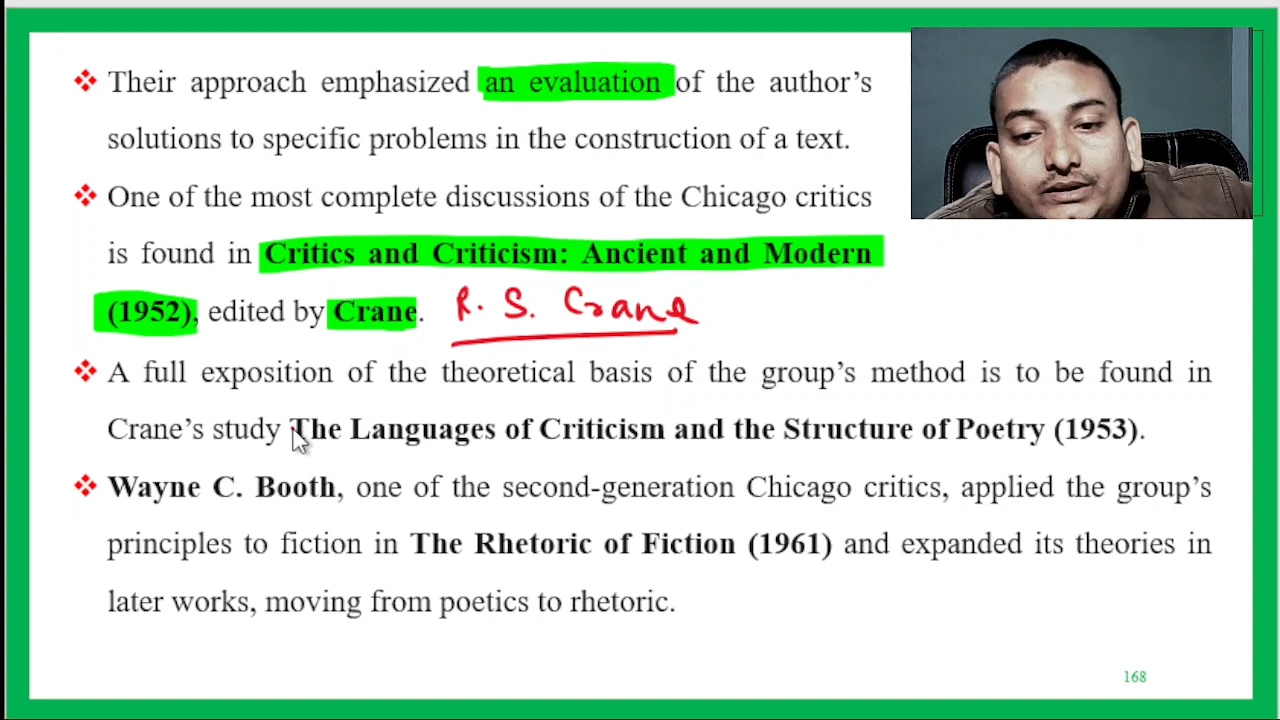 Their approach emphasized an evaluation of the author’s
solutions to specific problems in the construction of a text.
One of the most complete discussions of the Chicago critics
is found in Critics and Criticism: Ancient and Modern
(1952), edited by Crane. R. S. Crane
A full exposition of the theoretical basis of the group’s method is to be found in
Crane’s study The Languages of Criticism and the Structure of Poetry (1953).
Wayne C. Booth, one of the second-generation Chicago critics, applied the group’s
principles to fiction in The Rhetoric of Fiction (1961) and expanded its theories in
later works, moving from poetics to rhetoric.
168